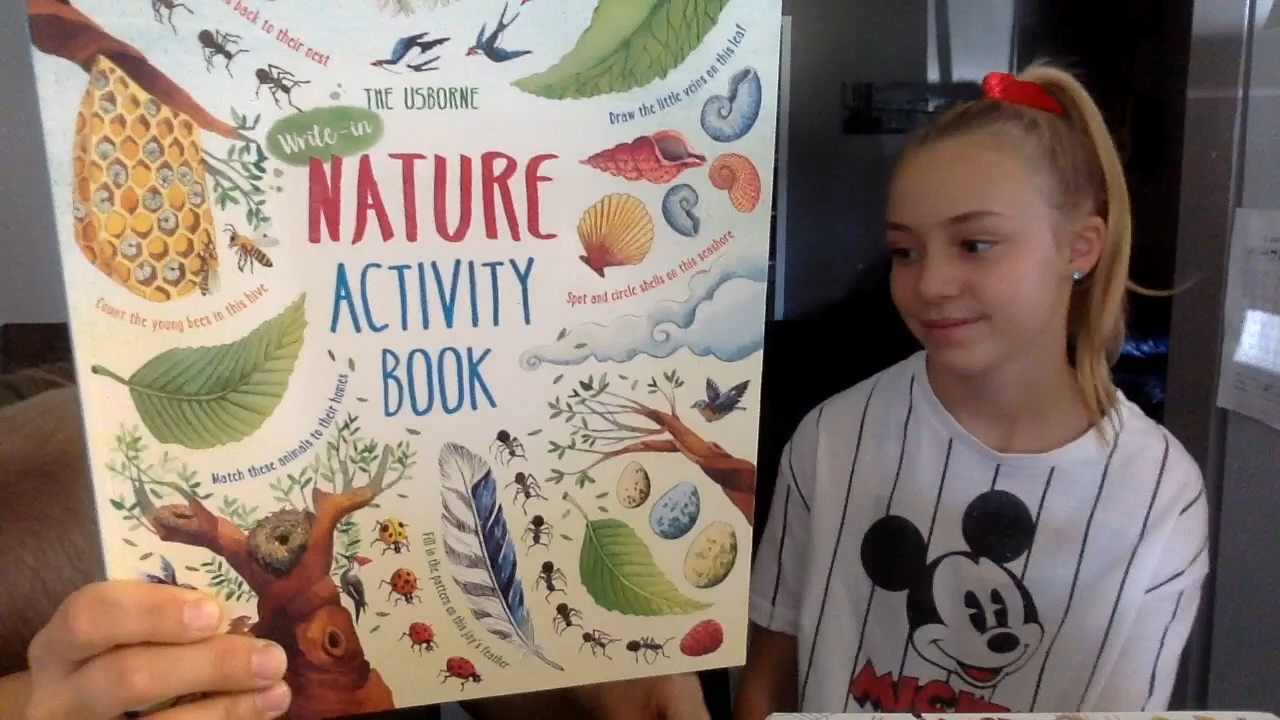 back to their nest
THE USBORNE
Write-in
NATURE
ACTIVITY
BOOK
Draw the little veins on this leaf
Spot and circle shells on this seashore
Count the young bees in this hive
Match these animals to their homes
Fill in the pattern on this jay's feather